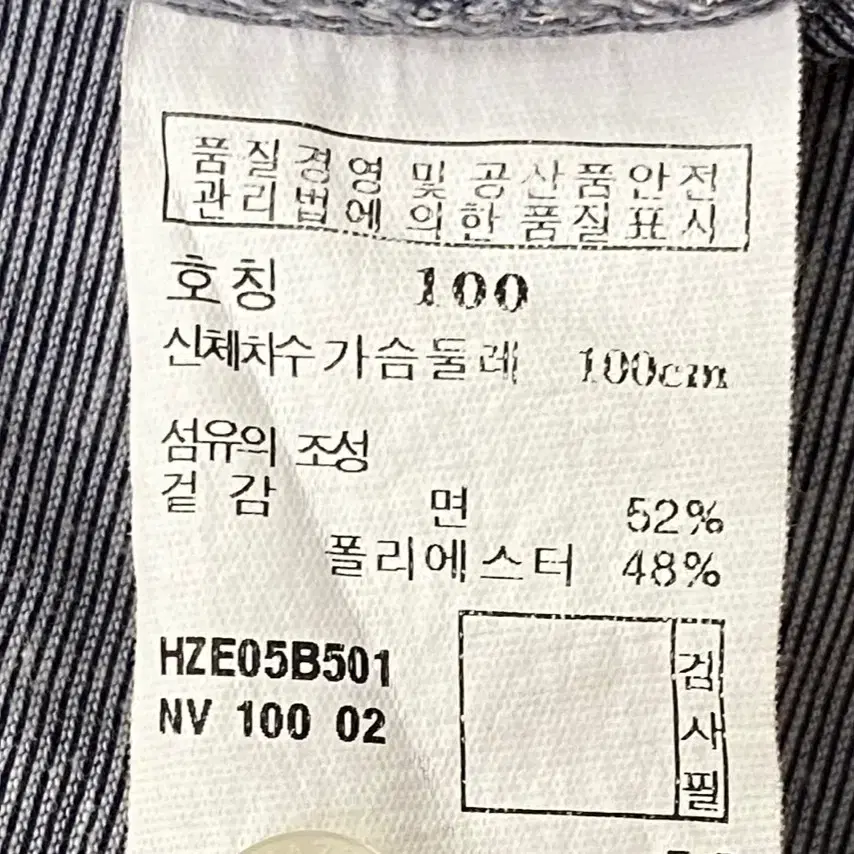 품질경영 및 공산품안전
관리법에 의한 품질표시
호칭 100
신체차수 가슴둘레 100cm
섬유의 조성
겉감 면 52%
폴리에스터 48%
HZE05B501
NV 100 02
검사필